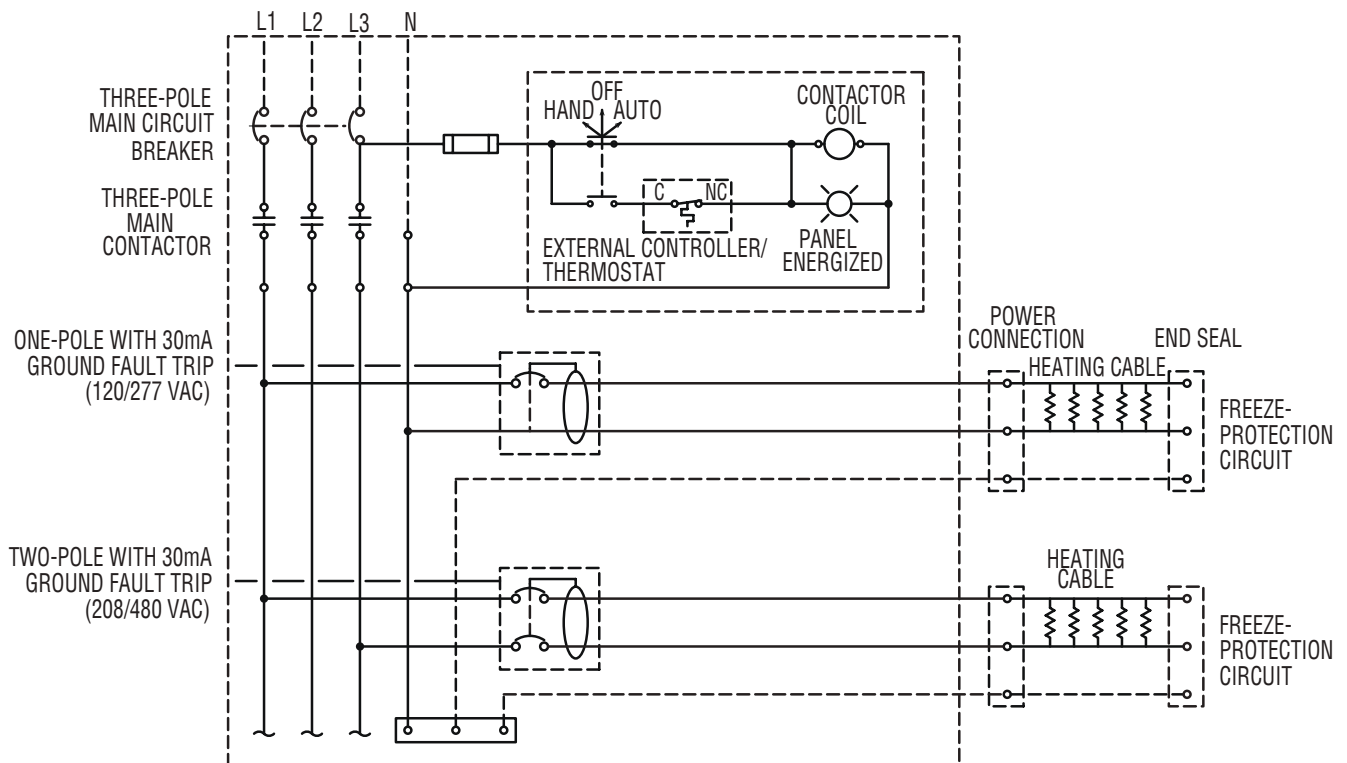 L1 L2 L3 N
THREE-POLE
MAIN CIRCUIT
BREAKER
THREE-POLE
MAIN
CONTACTOR
OFF
HAND AUTO
CONTACTOR
COIL
C NC
EXTERNAL CONTROLLER/
THERMOSTAT
PANEL
ENERGIZED
ONE-POLE WITH 30mA
GROUND FAULT TRIP
(120/277 VAC)
POWER
CONNECTION
END SEAL
HEATING CABLE
FREEZE-
PROTECTION
CIRCUIT
TWO-POLE WITH 30mA
GROUND FAULT TRIP
(208/480 VAC)
HEATING
CABLE
FREEZE-
PROTECTION
CIRCUIT